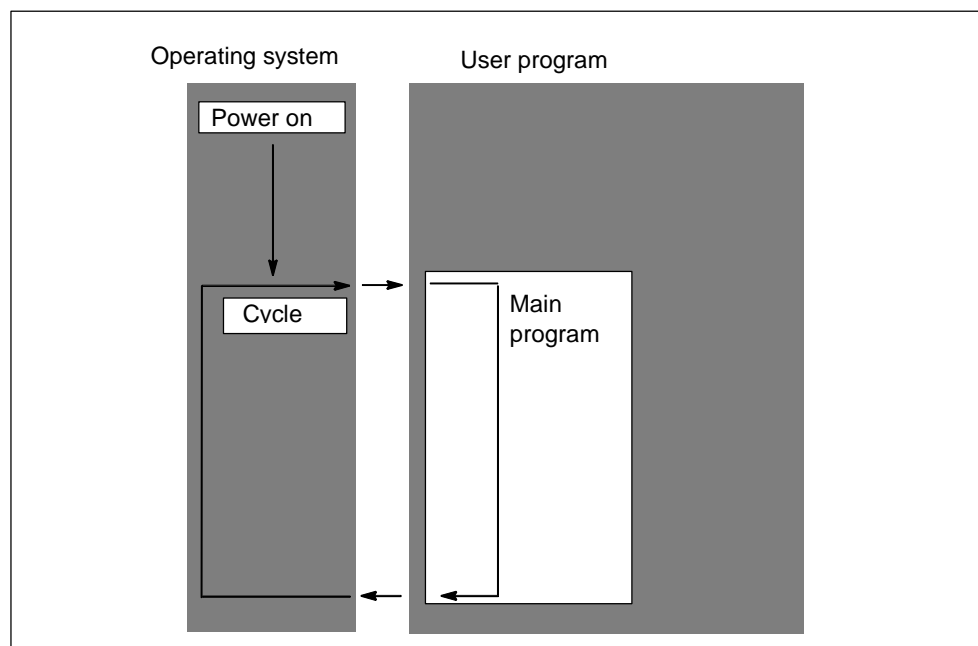 Operating system
User program
Power on
Cycle
Main
program